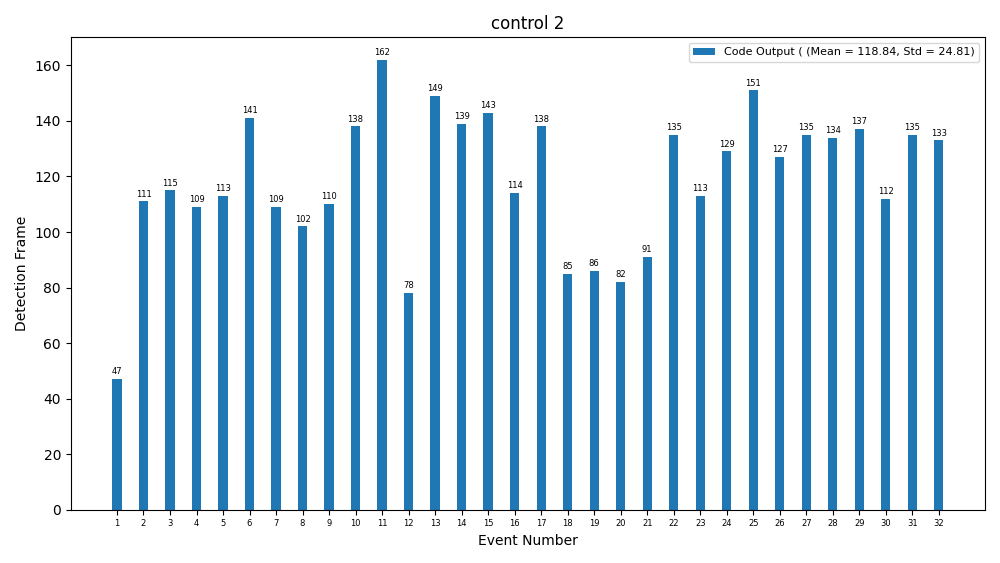 control 2
Code Output ( (Mean = 118.84, Std = 24.81)
Detection Frame
160
140
120
100
80
60
40
20
0
47 111 115 109 113 141 109 102 110 138 162 78 149 139 143 114 138 85 86 82 91 135 113 129 151 127 135 134 137 112 135 133
1 2 3 4 5 6 7 8 9 10 11 12 13 14 15 16 17 18 19 20 21 22 23 24 25 26 27 28 29 30 31 32
Event Number